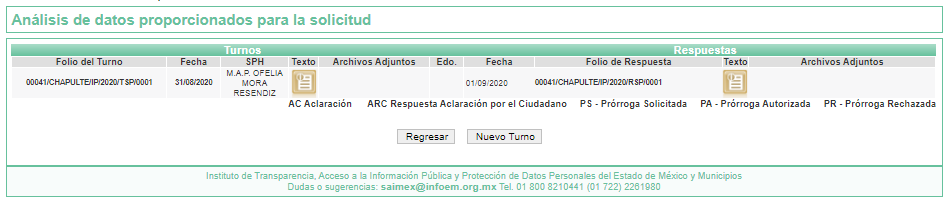 Análisis de datos proporcionados para la solicitud
Turnos Respuestas
Folio del Turno Fecha SPH Texto Archivos Adjuntos Edo. Fecha Folio de Respuesta Texto Archivos Adjuntos
00041/CHAPULTE/IP/2020/TSP/0001 31/08/2020 M.A.P. OFELIA MORA RESENDIZ 01/09/2020 00041/CHAPULTE/IP/2020/RSP/0001
AC Aclaración ARC Respuesta Aclaración por el Ciudadano PS - Prórroga Solicitada PA - Prórroga Autorizada PR - Prórroga Rechazada
Regresar Nuevo Turno
Instituto de Transparencia, Acceso a la Información Pública y Protección de Datos Personales del Estado de México y Municipios
Dudas o sugerencias: saimex@infoem.org.mx Tel. 01 800 8210441 (01 722) 2261980